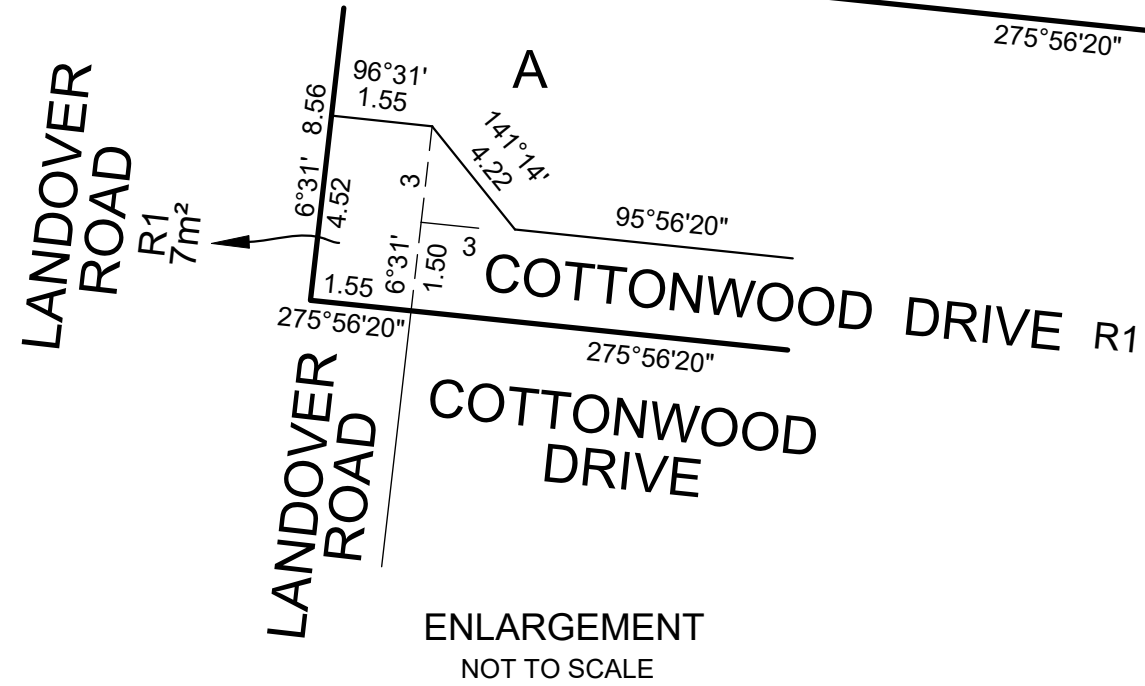 275°56'20"
A
96°31'
1.55
8.56
141°14'
4.22
LANDOVER
ROAD
R1
7m²
6°31'
4.52
3
95°56'20"
3
6°31'
1.50
1.55
COTTONWOOD DRIVE R1
275°56'20"
275°56'20"
LANDOVER
ROAD
COTTONWOOD
DRIVE
ENLARGEMENT
NOT TO SCALE